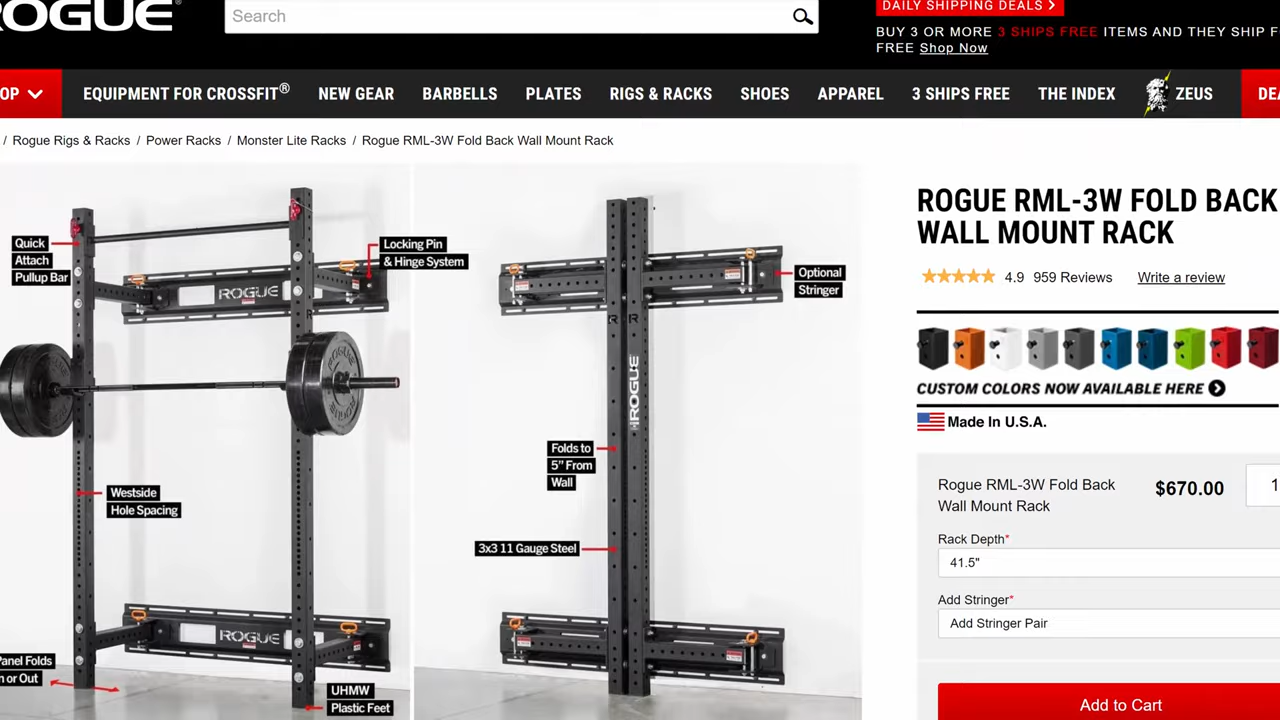 ROGUE®
Search
DAILY SHIPPING DEALS
BUY 3 OR MORE 3 SHIPS FREE ITEMS AND THEY SHIP
FREE Shop Now
EQUIPMENT FOR CROSSFIT®
NEW GEAR
BARBELLS
PLATES
RIGS & RACKS
SHOES
APPAREL
3 SHIPS FREE
THE INDEX
ZEUS
/ Rogue Rigs & Racks / Power Racks / Monster Lite Racks / Rogue RML-3W Fold Back Wall Mount Rack
Quick
Attach
Pullup Bar
Locking Pin
& Hinge System
ROGUE
ROGUE
Westside
Hole Spacing
ROGUE
Panel Folds
In or Out
UHMW
Plastic Feet
Optional
Stringer
R R
ROGUE
Folds to
5" From
Wall
3x3 11 Gauge Steel
ROGUE RML-3W FOLD BACK
WALL MOUNT RACK
4.9 959 Reviews Write a review
CUSTOM COLORS NOW AVAILABLE HERE
Made In U.S.A.
Rogue RML-3W Fold Back
Wall Mount Rack
$670.00
1
Rack Depth*
41.5"
Add Stringer*
Add Stringer Pair
Add to Cart